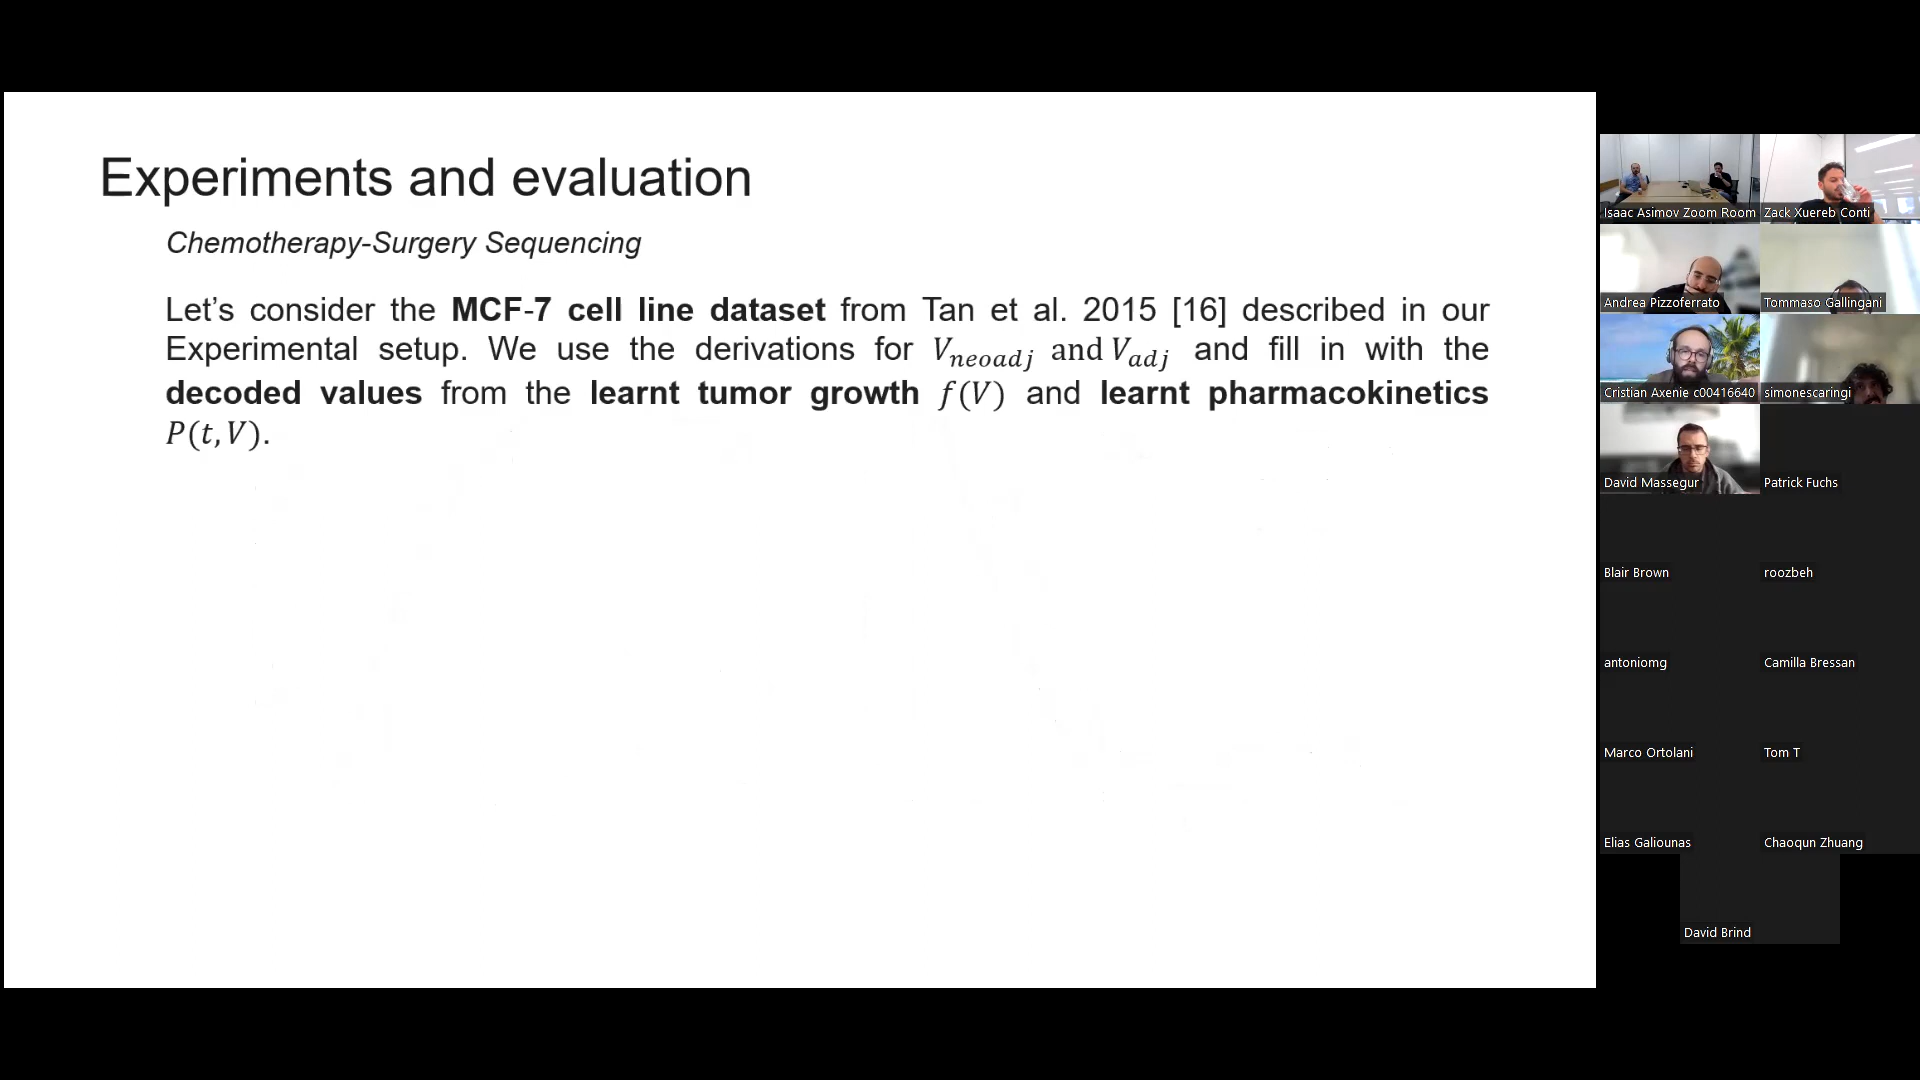 Experiments and evaluation
Chemotherapy-Surgery Sequencing
Let’s consider the MCF-7 cell line dataset from Tan et al. 2015 [16] described in our
Experimental setup. We use the derivations for V_{neoadj} and V_{adj} and fill in with the
decoded values from the learnt tumor growth f(V) and learnt pharmacokinetics
P(t,V).
Isaac Asimov Zoom Room
Zack Xuereb Conti
Andrea Pizzoferrato
Tommaso Gallingani
Cristian Axenie c00416640
simonescaringi
David Massegur
Patrick Fuchs
Blair Brown
roozbeh
antoniomg
Camilla Bressan
Marco Ortolani
Tom T
Elias Galiounas
Chaoqun Zhuang
David Brind